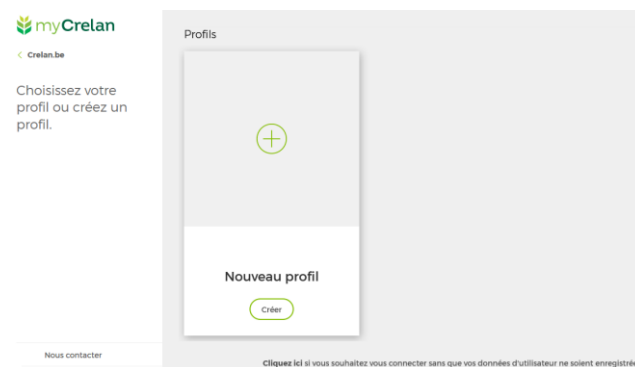 myCrelan
Crelan.be
Choisissez votre
profil ou créez un
profil.
Nous contacter
Profils
Nouveau profil
Créer
Cliquez ici si vous souhaitez vous connecter sans que vos données d'utilisateur ne soient enregistrée